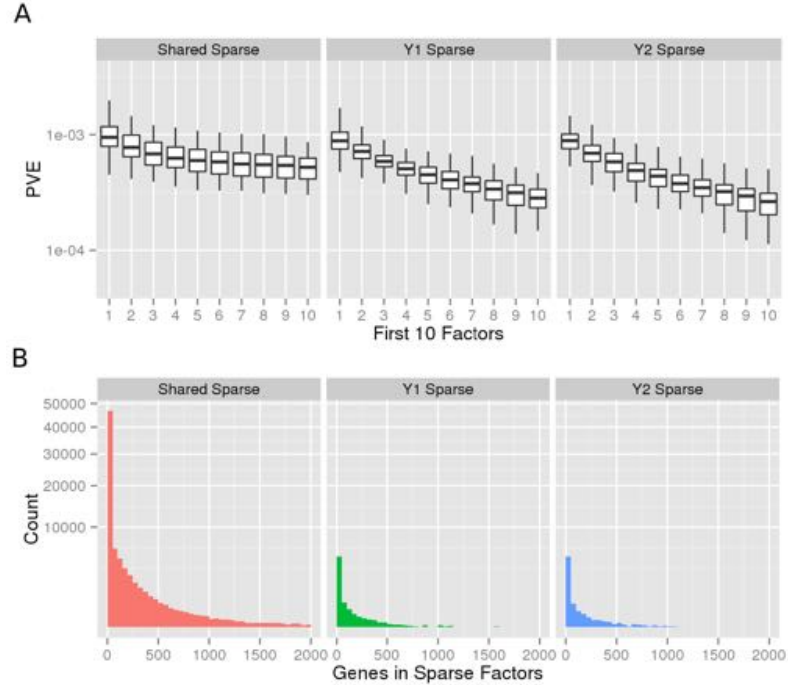 A
Shared Sparse Y1 Sparse Y2 Sparse
PVE
1e-03
1e-04
1 2 3 4 5 6 7 8 9 10 1 2 3 4 5 6 7 8 9 10 1 2 3 4 5 6 7 8 9 10
First 10 Factors
B
Shared Sparse Y1 Sparse Y2 Sparse
Count
50000
40000
30000
20000
10000
0 500 1000 1500 2000 0 500 1000 1500 2000 0 500 1000 1500 2000
Genes in Sparse Factors